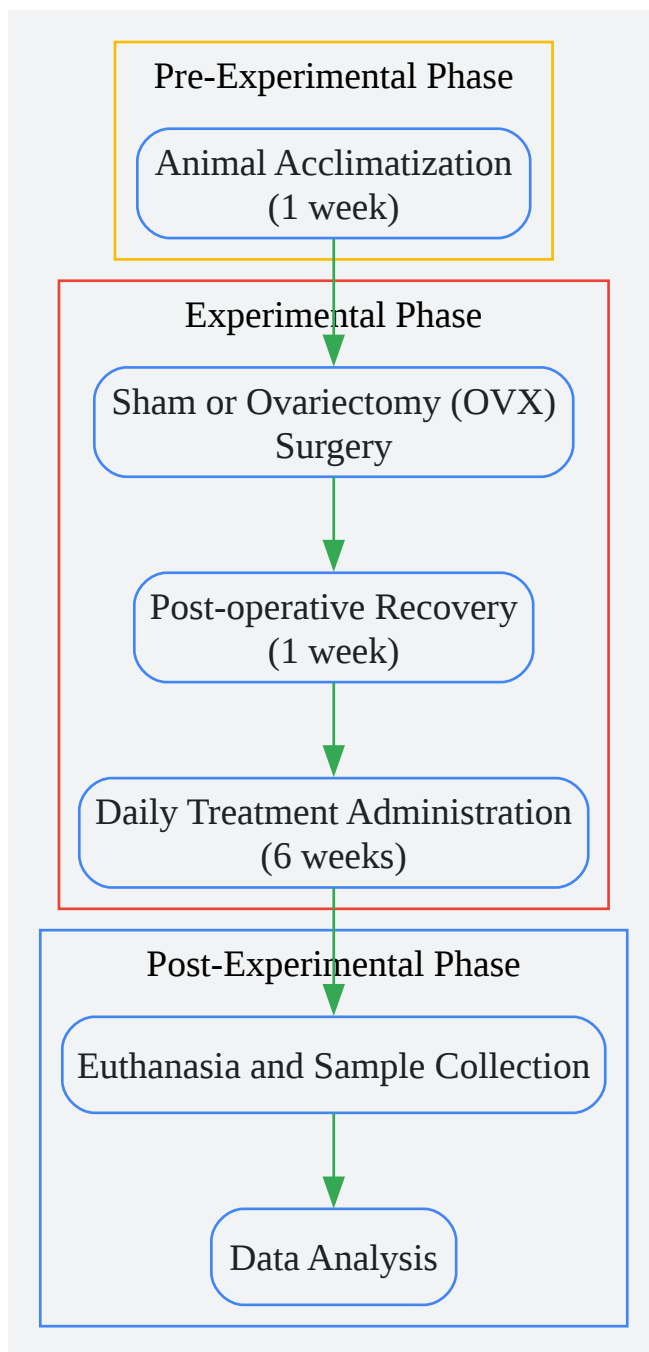 Pre-Experimental Phase
Animal Acclimatization
(1 week)
Experimental Phase
Sham or Ovariectomy (OVX)
Surgery
Post-operative Recovery
(1 week)
Daily Treatment Administration
(6 weeks)
Post-Experimental Phase
Euthanasia and Sample Collection
Data Analysis